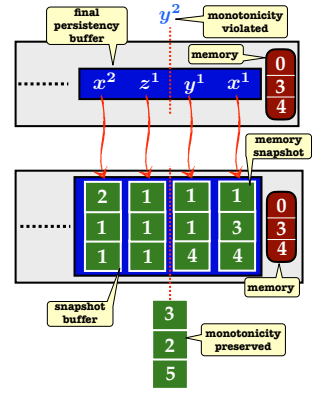 final
persistency
buffer
y²
monotonicity
violated
memory
x² z¹ y¹ x¹
0
3
4
memory
snapshot
2 1 1 1
1 1 1 3
1 1 4 4
0
3
4
snapshot
buffer
memory
3
2
5
monotonicity
preserved